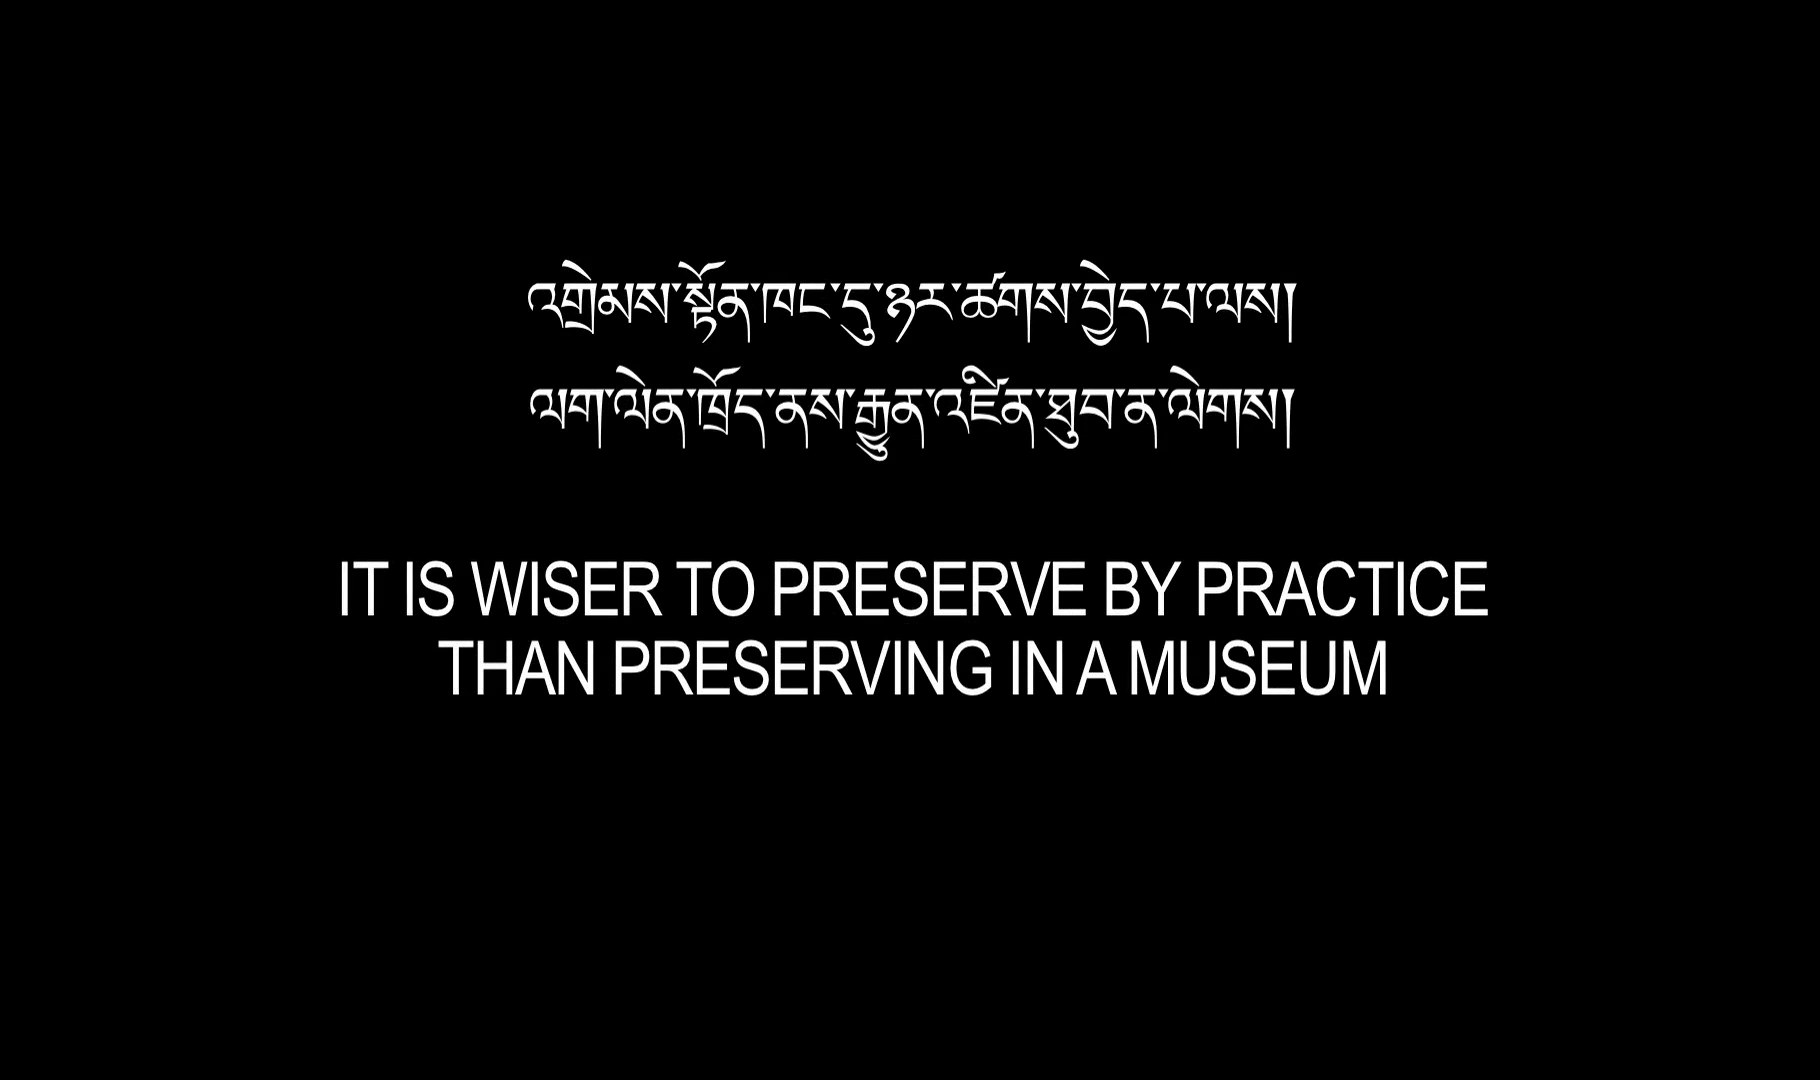 འགྲེམས་སྟོན་ཁང་དུ་ཉར་ཚགས་བྱེད་པ་ལས།
ལག་ལེན་ཁྲོད་ནས་རྒྱུན་འཛིན་ཐུབ་ན་ལེགས།
IT IS WISER TO PRESERVE BY PRACTICE
THAN PRESERVING IN A MUSEUM